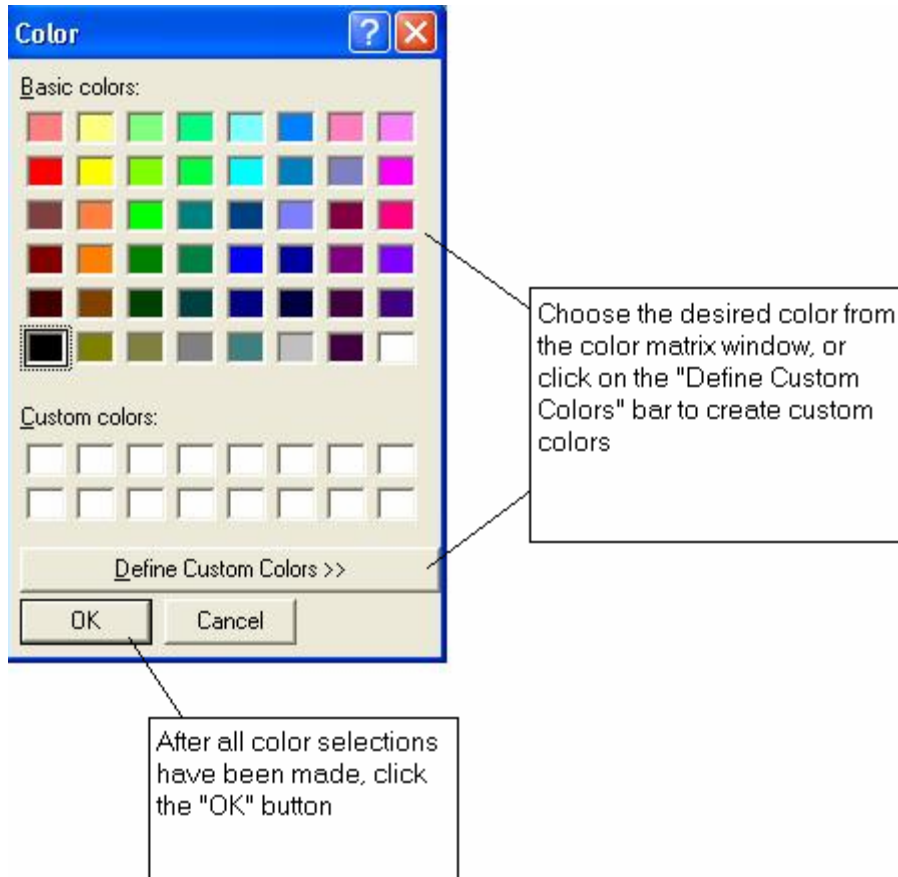 Color
Basic colors:
Choose the desired color from
the color matrix window, or
click on the "Define Custom
Colors" bar to create custom
colors
Custom colors:
Define Custom Colors >>
OK Cancel
After all color selections
have been made, click
the "OK" button